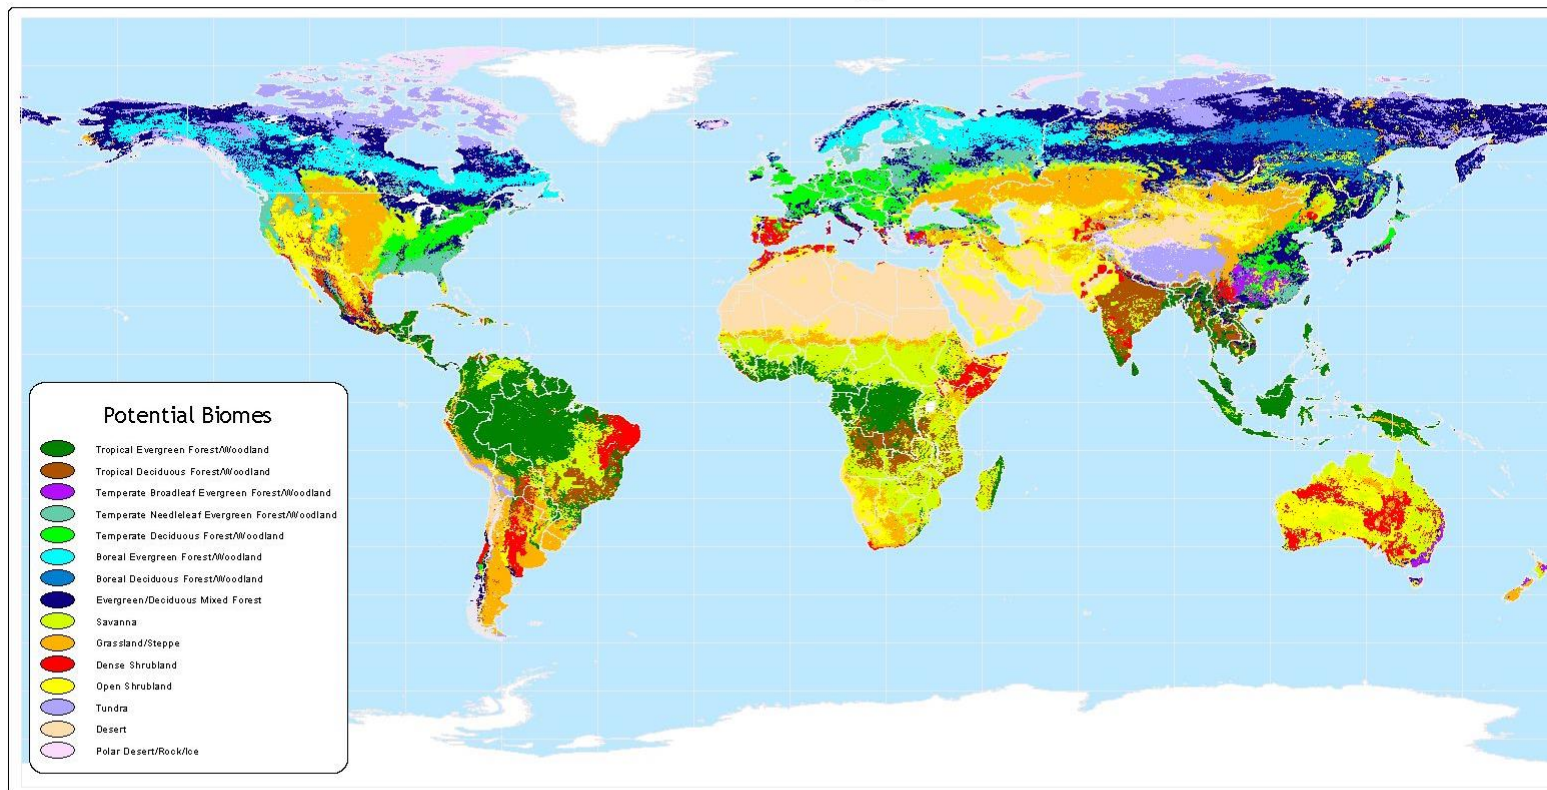 Potential Biomes
Tropical Evergreen Forest/Woodland
Tropical Deciduous Forest/Woodland
Temperate Broadleaf Evergreen Forest/Woodland
Temperate Needleleaf Evergreen Forest/Woodland
Temperate Deciduous Forest/Woodland
Boreal Evergreen Forest/Woodland
Boreal Deciduous Forest/Woodland
Evergreen/Deciduous Mixed Forest
Savanna
Grassland/Steppe
Dense Shrubland
Open Shrubland
Tundra
Desert
Polar Desert/Rock/Ice